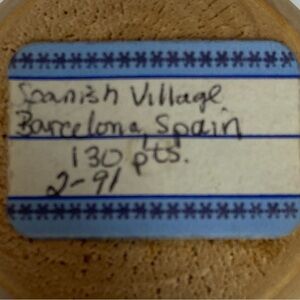 Spanish Village
Barcelona, Spain
130 pts.
2-91